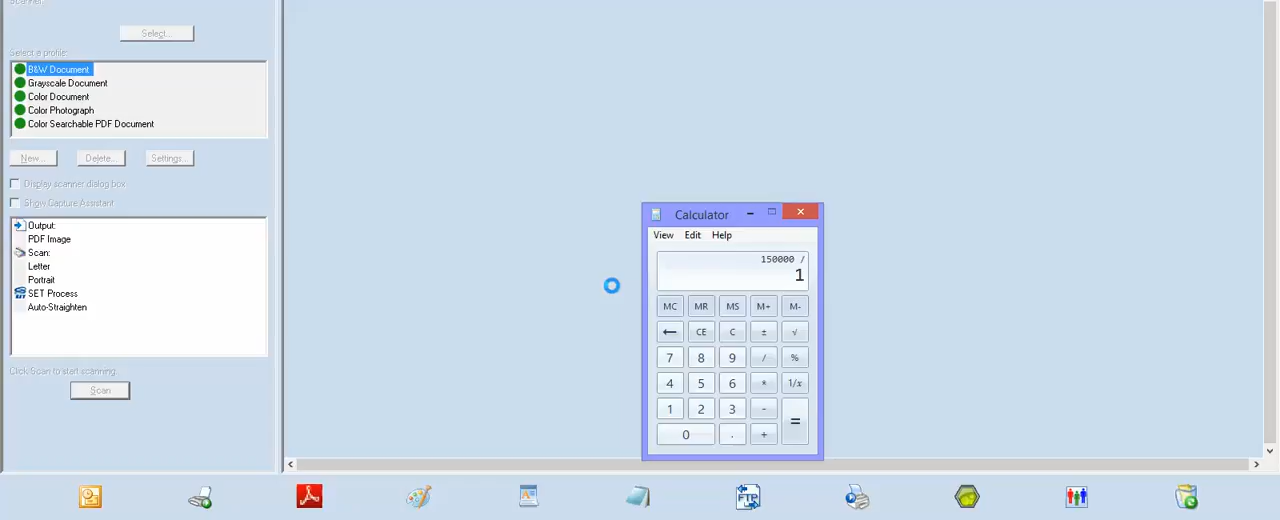 Scanner
Select...
Select a profile:
B&W Document
Grayscale Document
Color Document
Color Photograph
Color Searchable PDF Document
New...
Delete...
Settings...
Display scanner dialog box
Show Capture Assistant
Output:
PDF Image
Scan:
Letter
Portrait
SET Process
Auto-Straighten
Click Scan to start scanning.
Scan
Calculator
View Edit Help
150000 /
1
MC MR MS M+ M-
← CE C ± √
7 8 9 / %
4 5 6 * 1/x
1 2 3 - =
0 . +
FTP